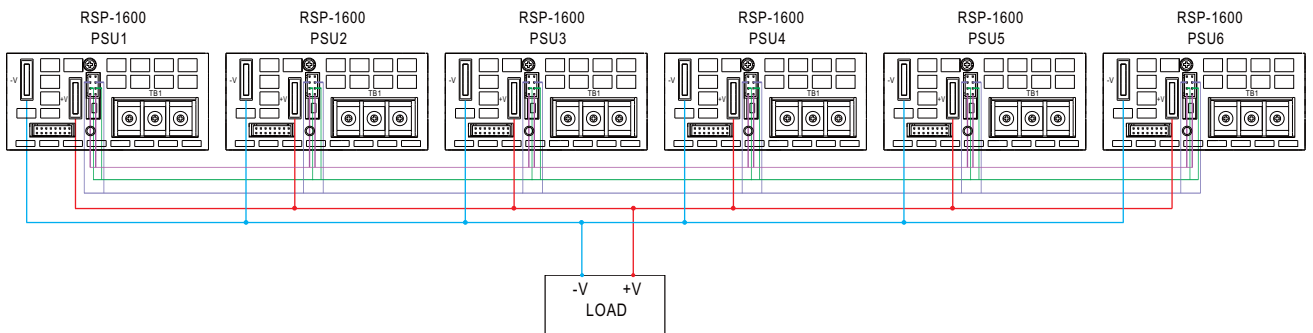 RSP-1600 RSP-1600 RSP-1600 RSP-1600 RSP-1600 RSP-1600
PSU1 PSU2 PSU3 PSU4 PSU5 PSU6
-V -V -V -V -V -V
+V TB1 +V TB1 +V TB1 +V TB1 +V TB1 +V TB1
-V +V
LOAD